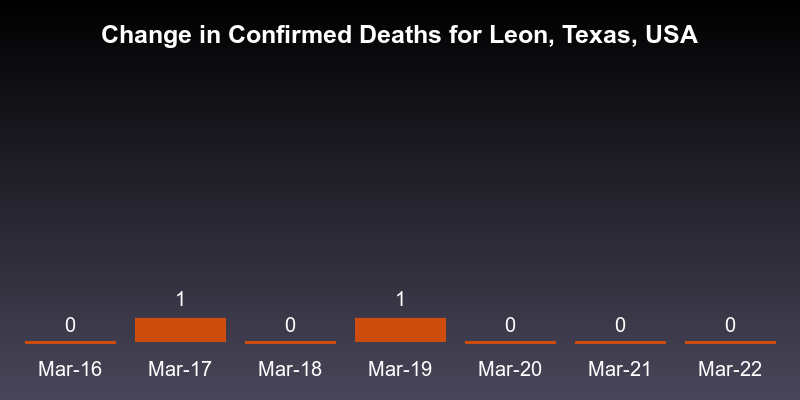 Change in Confirmed Deaths for Leon, Texas, USA
0 1 0 1 0 0 0
Mar-16 Mar-17 Mar-18 Mar-19 Mar-20 Mar-21 Mar-22